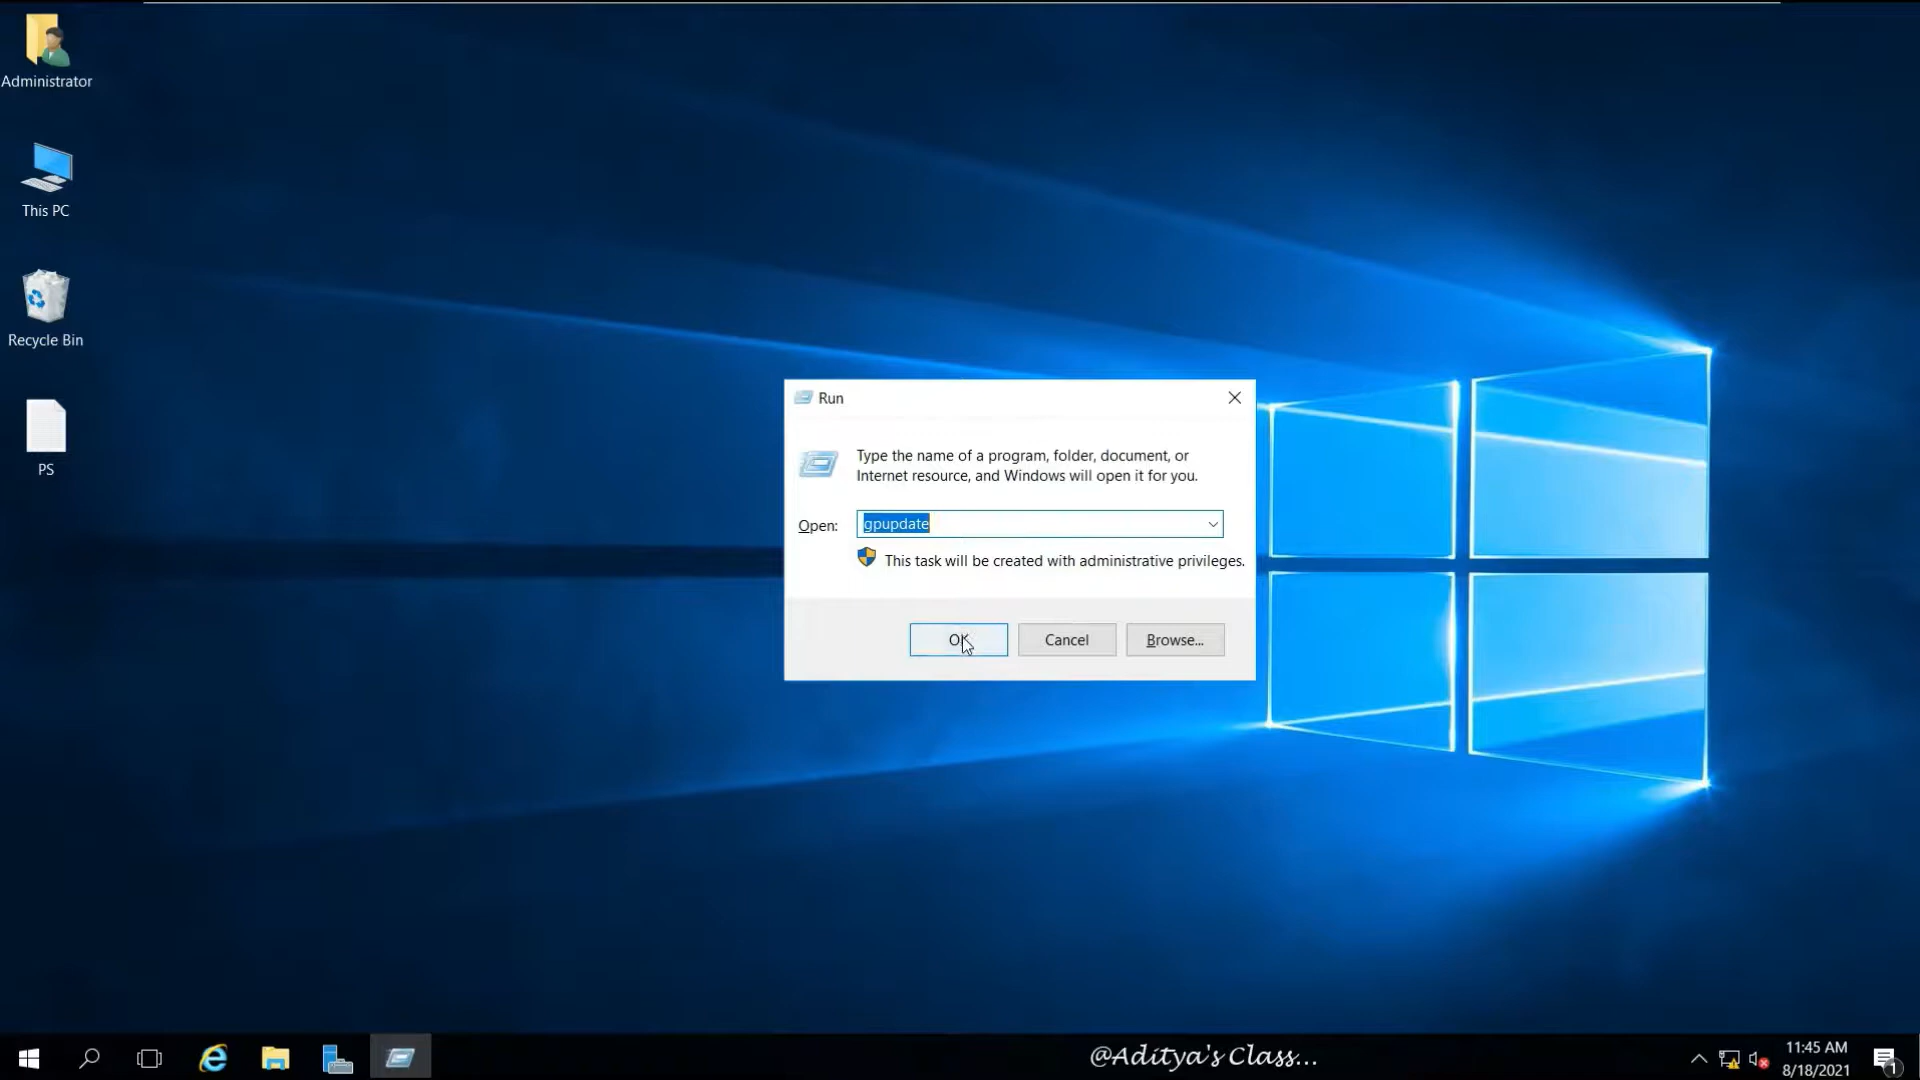 Administrator
This PC
Recycle Bin
PS
Run
Type the name of a program, folder, document, or
Internet resource, and Windows will open it for you.
Open: gpupdate
This task will be created with administrative privileges.
OK Cancel Browse...
@Aditya's Class...
11:45 AM
8/18/2021
1